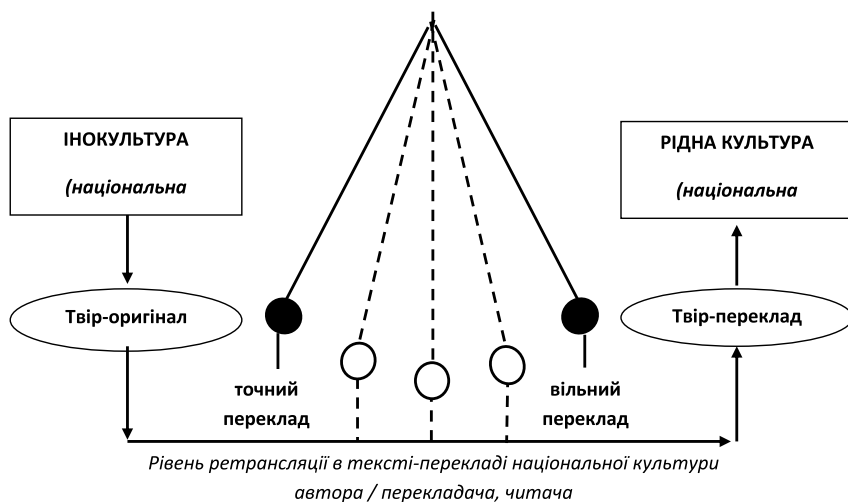 ІНОКУЛЬТУРА
(національна
РІДНА КУЛЬТУРА
(національна
Твір-оригінал
Твір-переклад
точний
переклад
вільний
переклад
Рівень ретрансляції в тексті-перекладі національної культури
автора / перекладача, читача